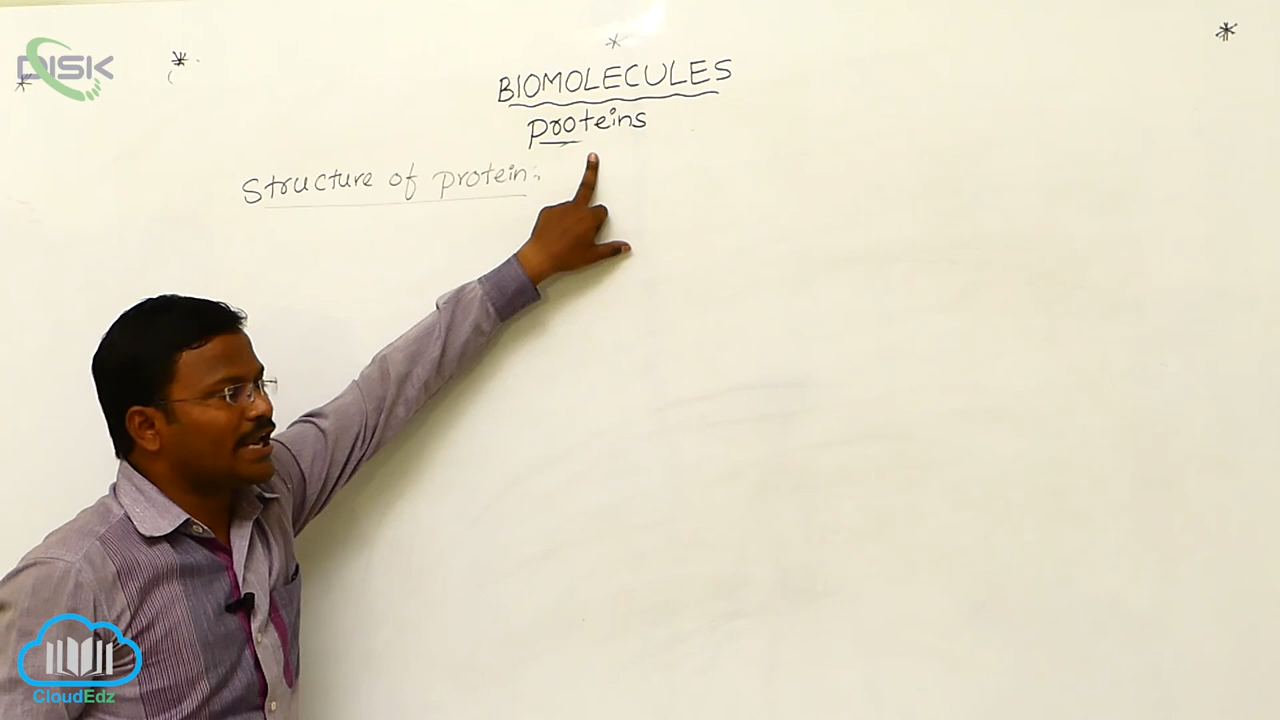 DISK
BIOMOLECULES
proteins
Structure of protein:
CloudEdz